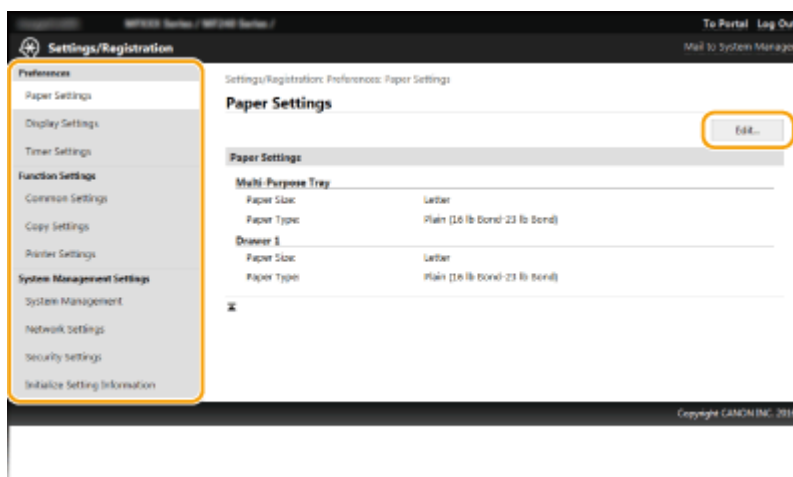 MF240 Series /
To Portal Log Ou
Settings/Registration
Mail to System Manager
Preferences
Paper Settings
Display Settings
Timer Settings
Function Settings
Common Settings
Copy Settings
Printer Settings
System Management Settings
System Management
Network Settings
Security Settings
Initialize Setting Information
Settings/Registration: Preferences: Paper Settings
Paper Settings
Edit...
Paper Settings
Multi-Purpose Tray
Paper Size: Letter
Paper Type: Plain (16 lb Bond-23 lb Bond)
Drawer 1
Paper Size: Letter
Paper Type: Plain (16 lb Bond-23 lb Bond)
Copyright CANON INC. 201